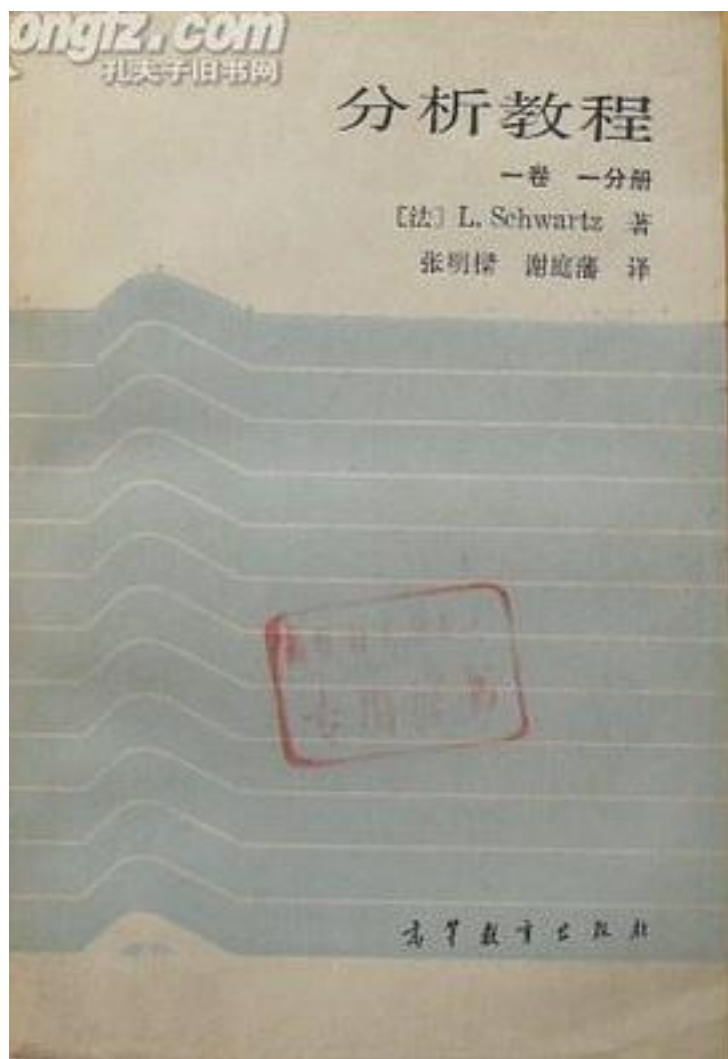 ongfz.com
孔夫子旧书网
分析教程
一卷 一分册
〔法〕 L. Schwartz 著
张明樑 谢庭藩 译
高等教育出版社